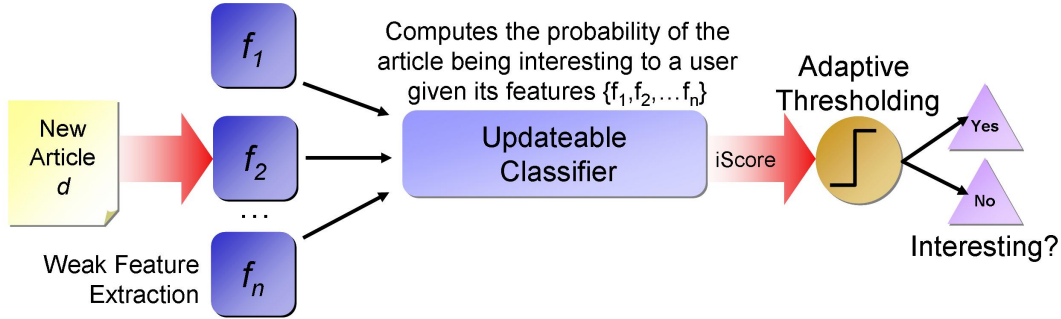 New
Article
d
f1
f2
...
fn
Weak Feature
Extraction
Computes the probability of the
article being interesting to a user
given its features {f1,f2,...fn}
Updateable
Classifier
iScore
Adaptive
Thresholding
Yes
No
Interesting?